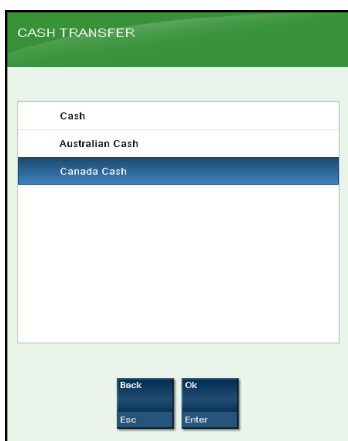 CASH TRANSFER
Cash
Australian Cash
Canada Cash
Back Ok
Esc Enter